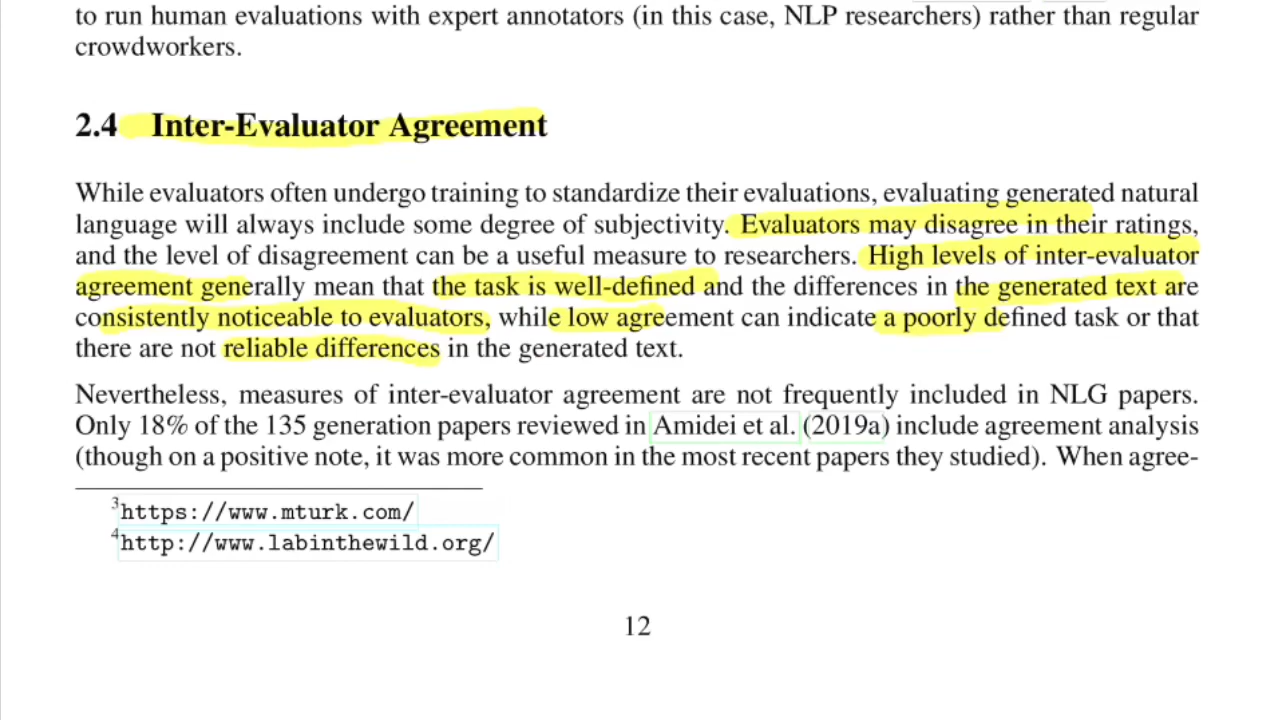 to run human evaluations with expert annotators (in this case, NLP researchers) rather than regular
crowdworkers.
2.4 Inter-Evaluator Agreement
While evaluators often undergo training to standardize their evaluations, evaluating generated natural
language will always include some degree of subjectivity. Evaluators may disagree in their ratings,
and the level of disagreement can be a useful measure to researchers. High levels of inter-evaluator
agreement generally mean that the task is well-defined and the differences in the generated text are
consistently noticeable to evaluators, while low agreement can indicate a poorly defined task or that
there are not reliable differences in the generated text.
Nevertheless, measures of inter-evaluator agreement are not frequently included in NLG papers.
Only 18% of the 135 generation papers reviewed in Amidei et al. (2019a) include agreement analysis
(though on a positive note, it was more common in the most recent papers they studied). When agree-
3https://www.mturk.com/
4http://www.labinthewild.org/
12